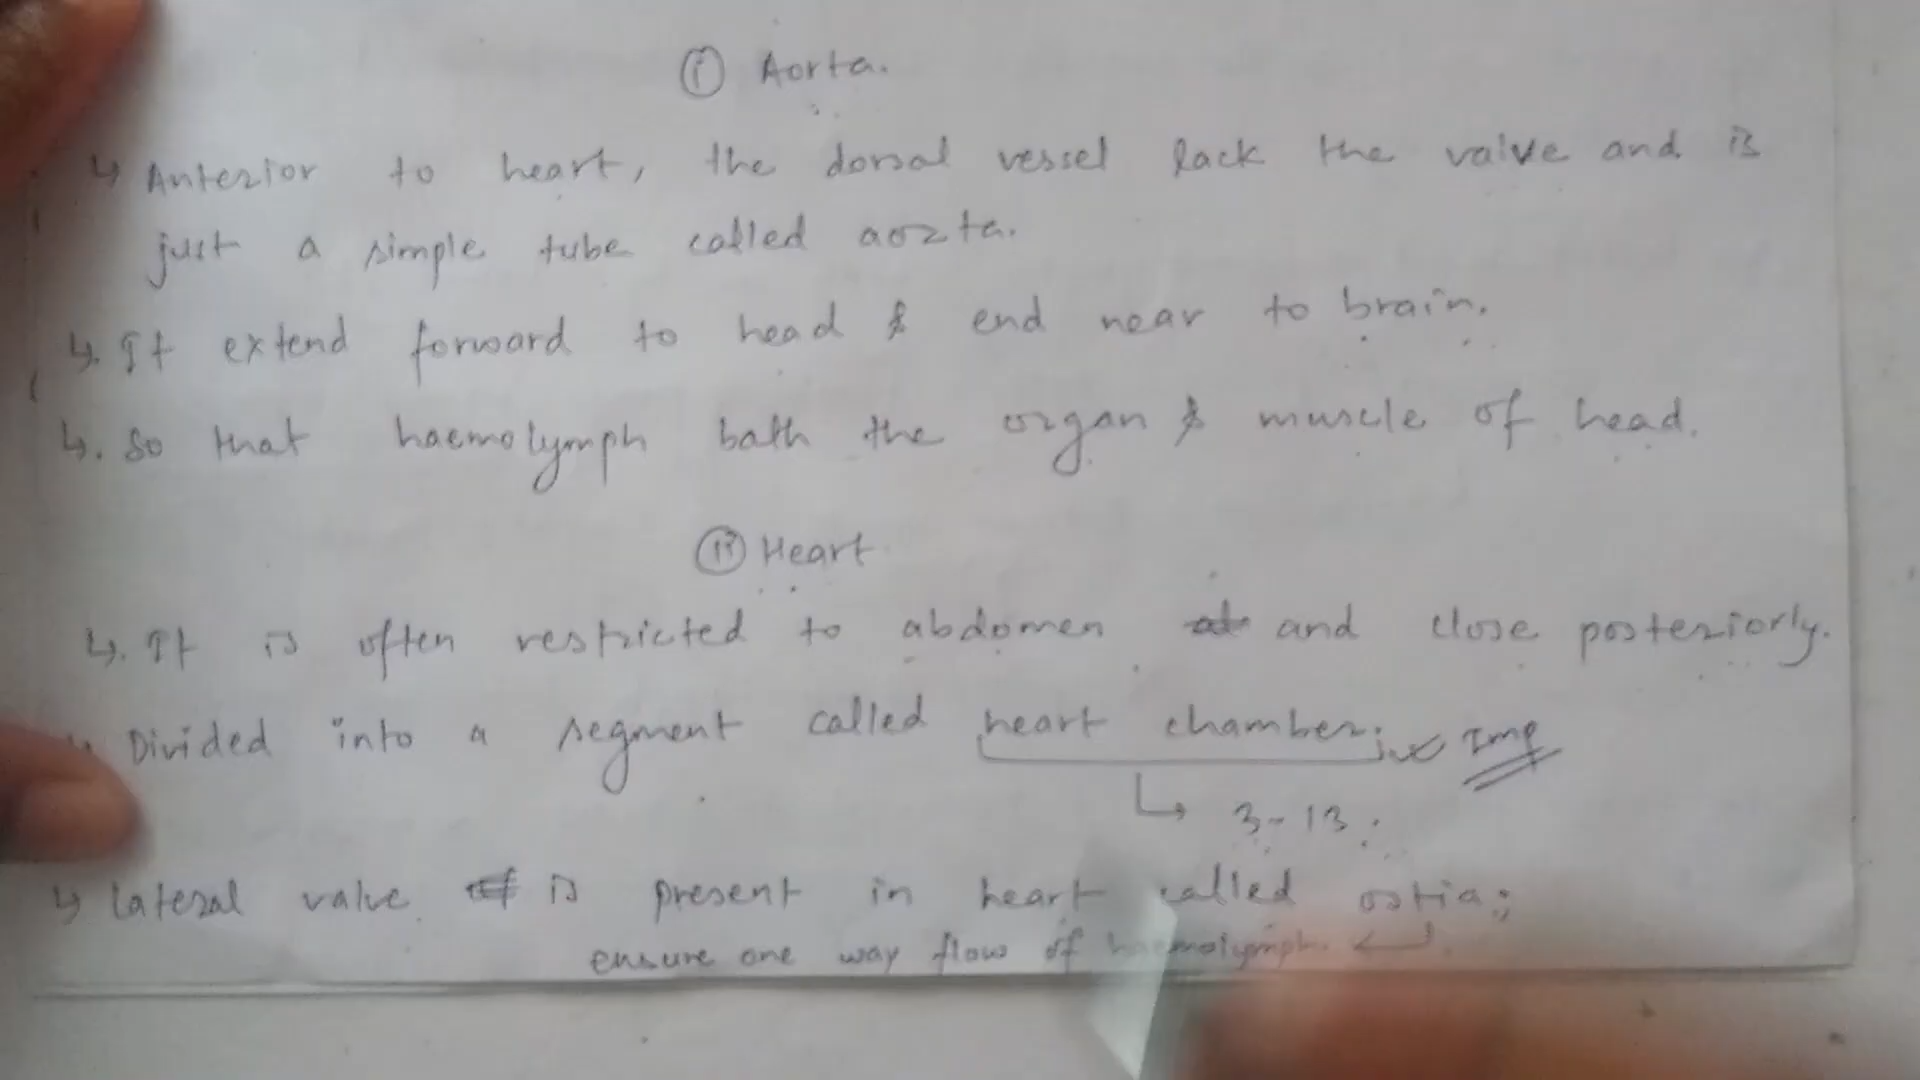 (i) Aorta.
↳ Anterior to heart, the dorsal vessel lack the valve and is
just a simple tube called aorta.
↳. It extend forward to head & end near to brain.
↳. So that haemolymph bath the organ & muscle of head.
(ii) Heart
↳. It is often restricted to abdomen and close posteriorly.
↳ Divided into a segment called heart chamber; Imp
↳ 3-13.
↳ lateral valve is present in heart called ostia;
ensure one way flow of haemolymph.